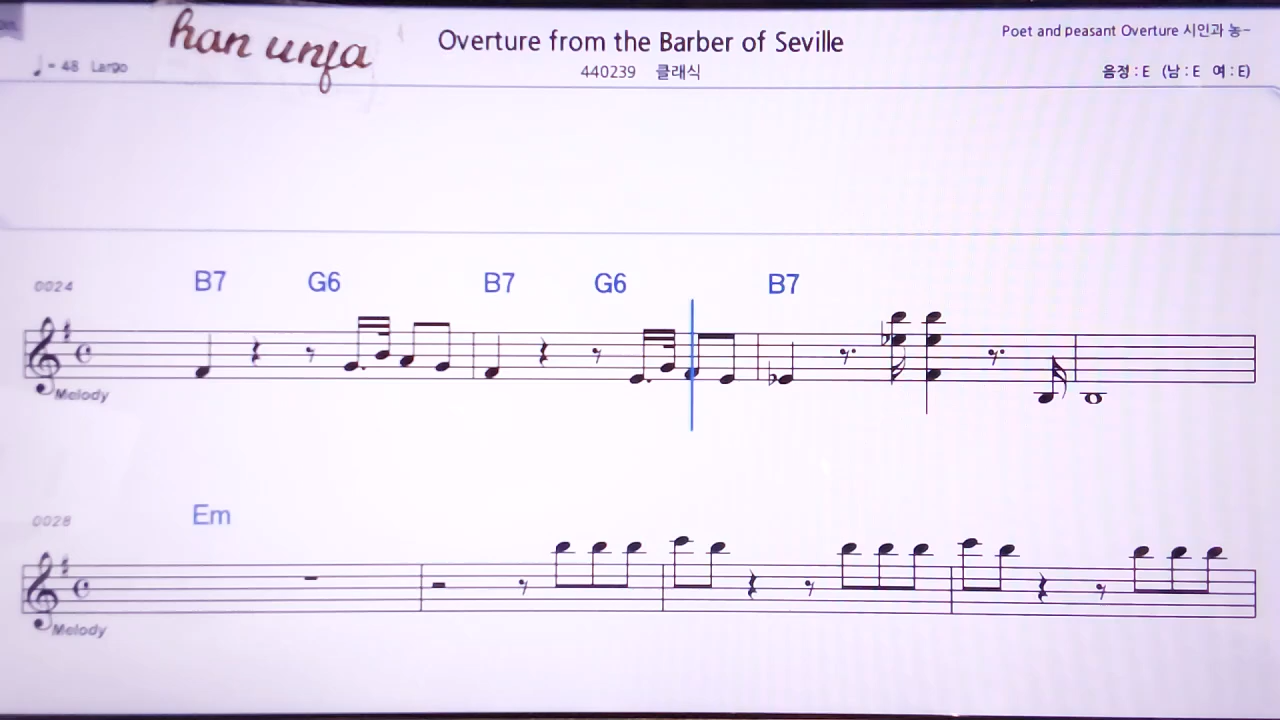 han unfa
Overture from the Barber of Seville
Poet and peasant Overture 시인과 농~
♩= 48 Largo
440239 클래식
음정 : E (남 : E 여 : E)
0024 B7 G6 B7 G6 B7
Melody
0028 Em
Melody